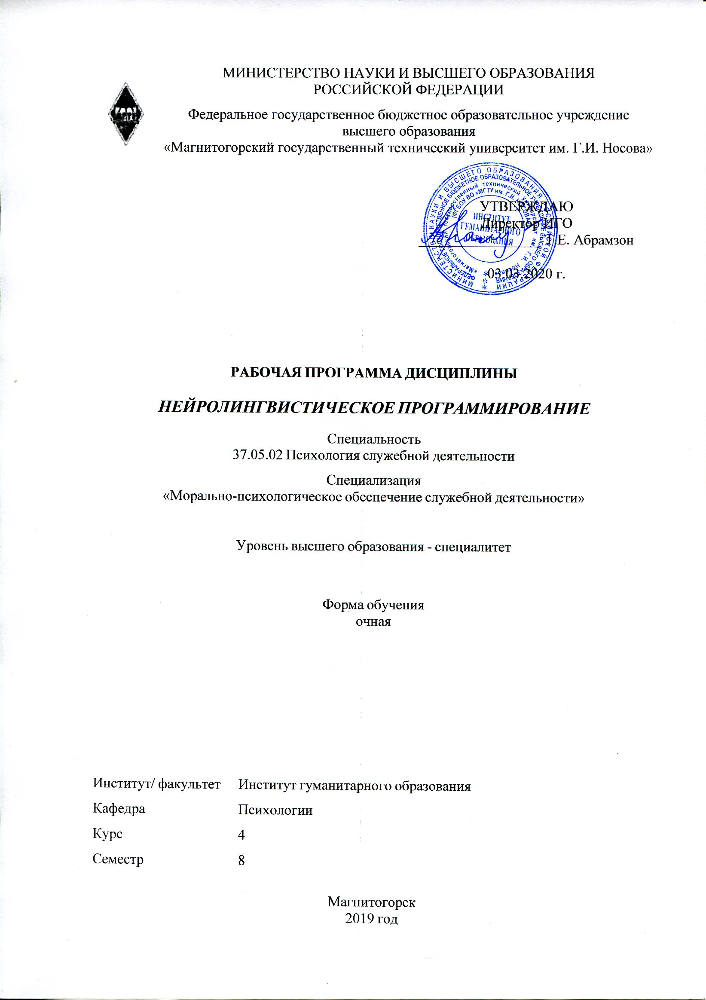 МИНИСТЕРСТВО НАУКИ И ВЫСШЕГО ОБРАЗОВАНИЯ
РОССИЙСКОЙ ФЕДЕРАЦИИ
Федеральное государственное бюджетное образовательное учреждение
высшего образования
«Магнитогорский государственный технический университет им. Г.И. Носова»
УТВЕРЖДАЮ
Директор ИГО
Т.Е. Абрамзон
03.03.2020 г.
МИНИСТЕРСТВО НАУКИ И ВЫСШЕГО ОБРАЗОВАНИЯ РОССИЙСКОЙ ФЕДЕРАЦИИ
ФЕДЕРАЛЬНОЕ ГОСУДАРСТВЕННОЕ БЮДЖЕТНОЕ ОБРАЗОВАТЕЛЬНОЕ УЧРЕЖДЕНИЕ ВЫСШЕГО ОБРАЗОВАНИЯ
«Магнитогорский государственный технический университет им. Г.И. Носова»
(ФГБОУ ВО «МГТУ им. Г.И. НОСОВА»)
ИНСТИТУТ
ГУМАНИТАРНОГО
ОБРАЗОВАНИЯ
РАБОЧАЯ ПРОГРАММА ДИСЦИПЛИНЫ
НЕЙРОЛИНГВИСТИЧЕСКОЕ ПРОГРАММИРОВАНИЕ
Специальность
37.05.02 Психология служебной деятельности
Специализация
«Морально-психологическое обеспечение служебной деятельности»
Уровень высшего образования - специалитет
Форма обучения
очная
Институт/ факультет Институт гуманитарного образования
Кафедра Психологии
Курс 4
Семестр 8
Магнитогорск
2019 год